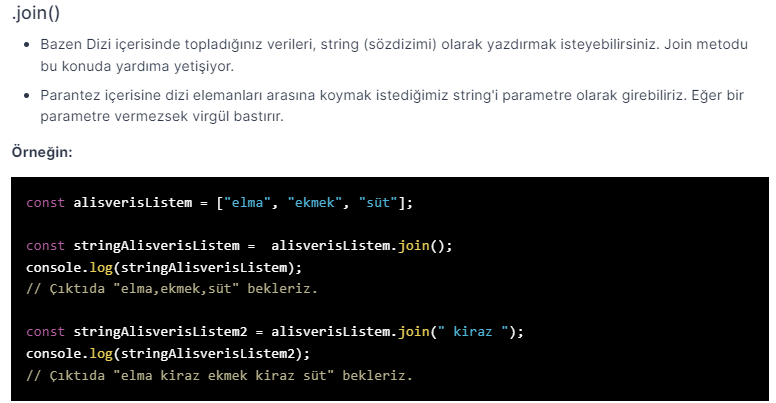 .join()
• Bazen Dizi içerisinde topladığınız verileri, string (sözdizimi) olarak yazdırmak isteyebilirsiniz. Join metodu
bu konuda yardıma yetişiyor.
• Parantez içerisine dizi elemanları arasına koymak istediğimiz string'i parametre olarak girebiliriz. Eğer bir
parametre vermezsek virgül bastırır.
Örneğin:
const alisverisListem = ["elma", "ekmek", "süt"];
const stringAlisverisListem =  alisverisListem.join();
console.log(stringAlisverisListem);
// Çıktıda "elma,ekmek,süt" bekleriz.
const stringAlisverisListem2 = alisverisListem.join(" kiraz ");
console.log(stringAlisverisListem2);
// Çıktıda "elma kiraz ekmek kiraz süt" bekleriz.